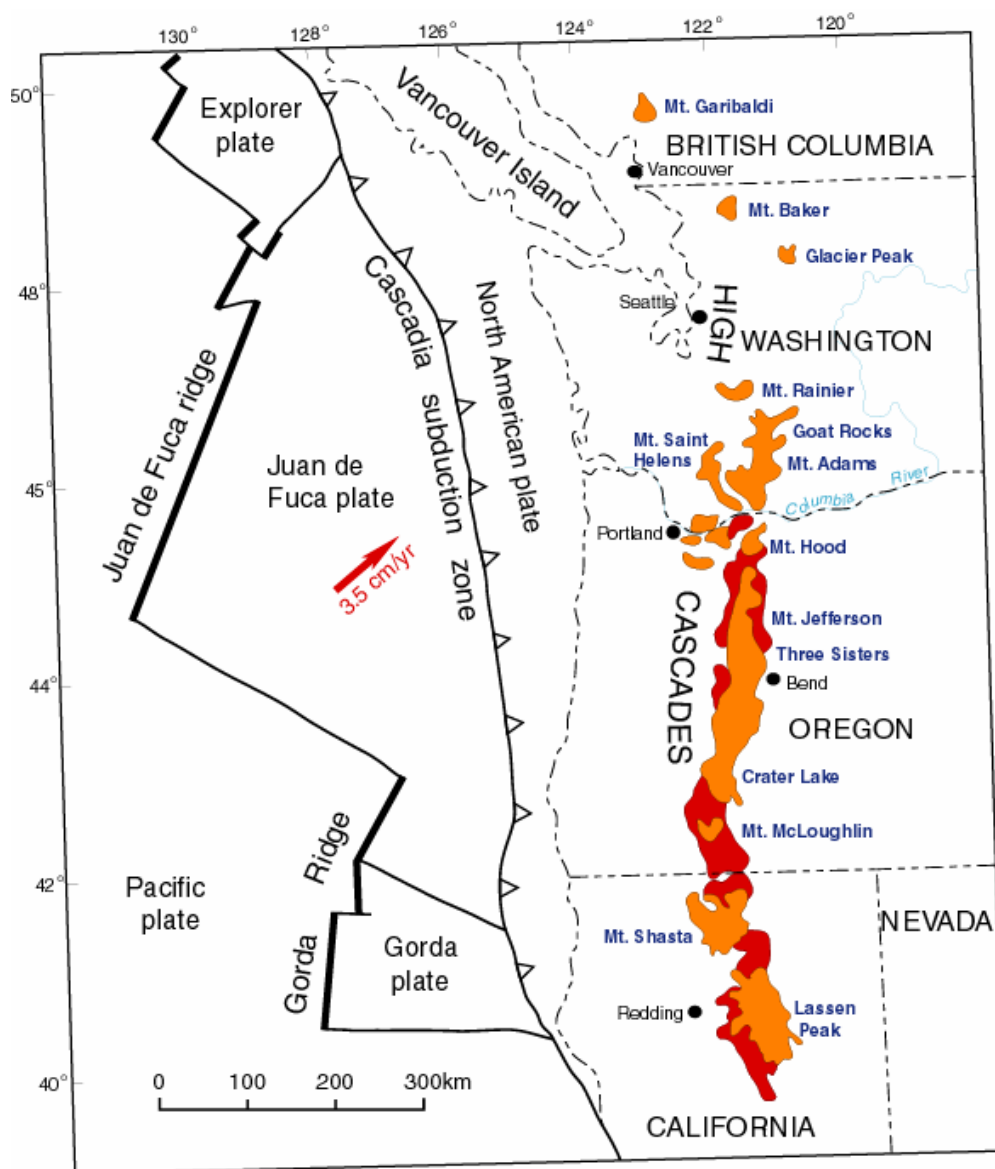 130° 128° 126° 124° 122° 120°
50°
48°
45°
44°
42°
40°
Explorer
plate
Vancouver Island
Mt. Garibaldi
BRITISH COLUMBIA
Vancouver
Mt. Baker
Glacier Peak
Seattle
HIGH
WASHINGTON
Cascadia subduction zone
North American plate
Juan de Fuca ridge
Juan de
Fuca plate
3.5 cm/yr
Mt. Rainier
Goat Rocks
Mt. Saint
Helens
Mt. Adams
Columbia River
Portland
Mt. Hood
CASCADES
Mt. Jefferson
Three Sisters
Bend
OREGON
Crater Lake
Mt. McLoughlin
Pacific
plate
Gorda Ridge
Gorda
plate
Mt. Shasta
NEVADA
Redding
Lassen
Peak
0 100 200 300km
CALIFORNIA